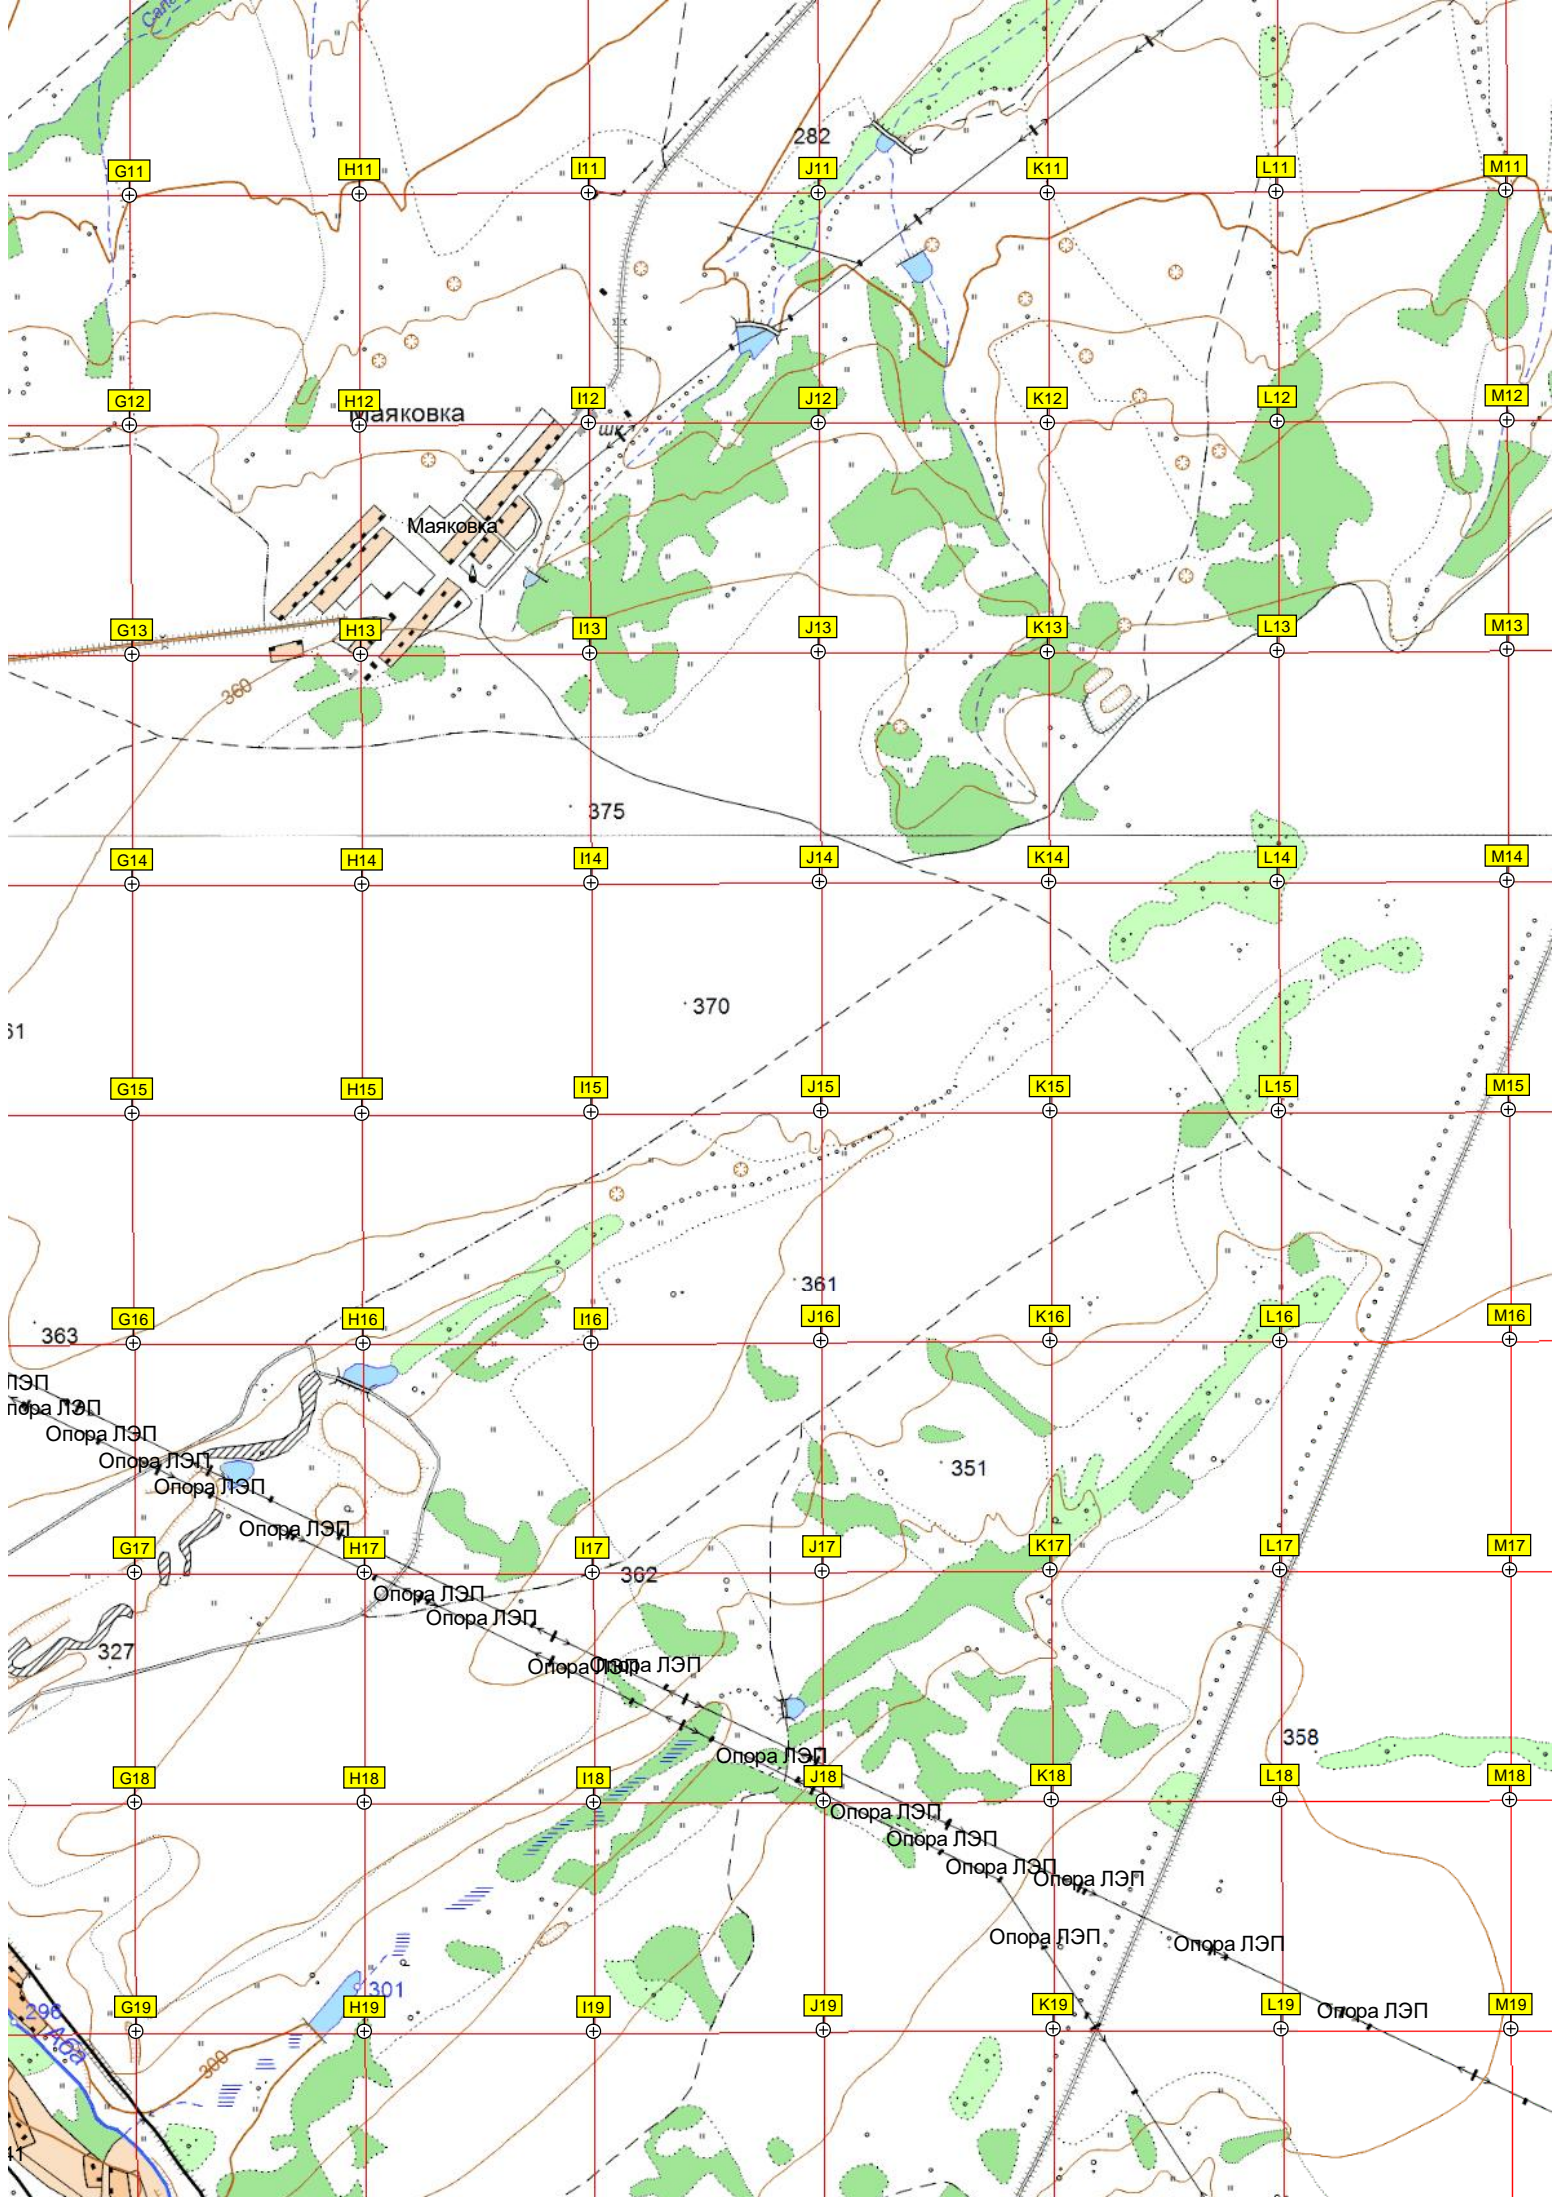 282
G11
H11
I11
J11
K11
L11
M11
G12
H12
I12
J12
K12
L12
M12
Маяковка
шк
Маяковка
G13
H13
I13
J13
K13
L13
M13
360
375
G14
H14
I14
J14
K14
L14
M14
370
G15
H15
I15
J15
K15
L15
M15
361
G16
H16
I16
J16
K16
L16
M16
363
ЛЭП
Опора ЛЭП
Опора ЛЭП
Опора ЛЭП
351
Опора ЛЭП
Опора ЛЭП
G17
H17
I17
J17
K17
L17
M17
362
Опора ЛЭП
Опора ЛЭП
327
Опора ЛЭП
Опора ЛЭП
358
Опора ЛЭП
G18
H18
I18
J18
K18
L18
M18
Опора ЛЭП
Опора ЛЭП
Опора ЛЭП
Опора ЛЭП
Опора ЛЭП
Опора ЛЭП
301
G19
H19
I19
J19
K19
L19
M19
296
Опора ЛЭП
Аба
300